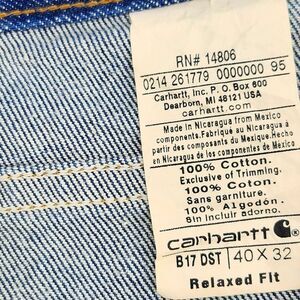 RN# 14806
0214 261779 0000000 95
Carhartt, Inc. P. O. Box 600
Dearborn, MI 48121 USA
Made in Nicaragua from Mexico
components. Fabriqué au Nicaragua à
partir des composants du Mexique. Hecho
en Nicaragua de los componentes de México
100% Cotton.
Exclusive of Trimming.
100% Coton.
Sans garniture.
100% Algodón.
Sin incluir adorno.
carhartt
B17 DST 40 X 32
Relaxed Fit